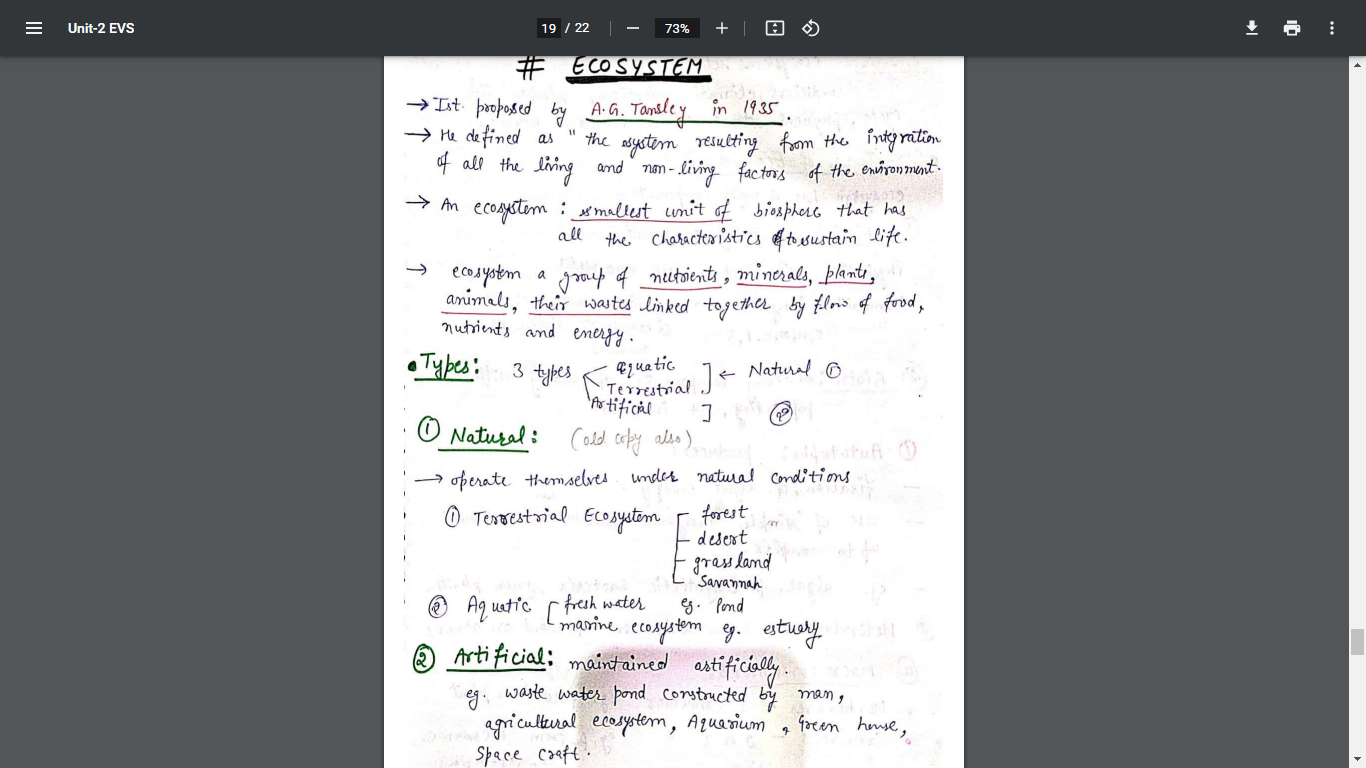 Unit-2 EVS
19 / 22
73%
# ECOSYSTEM
→ Ist. proposed by A.G. Tansley in 1935.
→ He defined as " the system resulting from the integration
of all the living and non-living factors of the environment.
→ An ecosystem : smallest unit of biosphere that has
all the characteristics to sustain life.
→ ecosystem a group of nutrients, minerals, plants,
animals, their wastes linked together by flow of food,
nutrients and energy.
• Types: 3 types
Aquatic
Terrestrial ] ← Natural ①
Artificial ] ②
① Natural: (old copy also)
→ operate themselves under natural conditions
① Terrestrial Ecosystem
forest
desert
grassland
Savannah
② Aquatic
fresh water eg. Pond
marine ecosystem eg. estuary
② Artificial: maintained artificially.
eg. waste water pond constructed by man,
agricultural ecosystem, Aquarium, Green house,
Space craft.